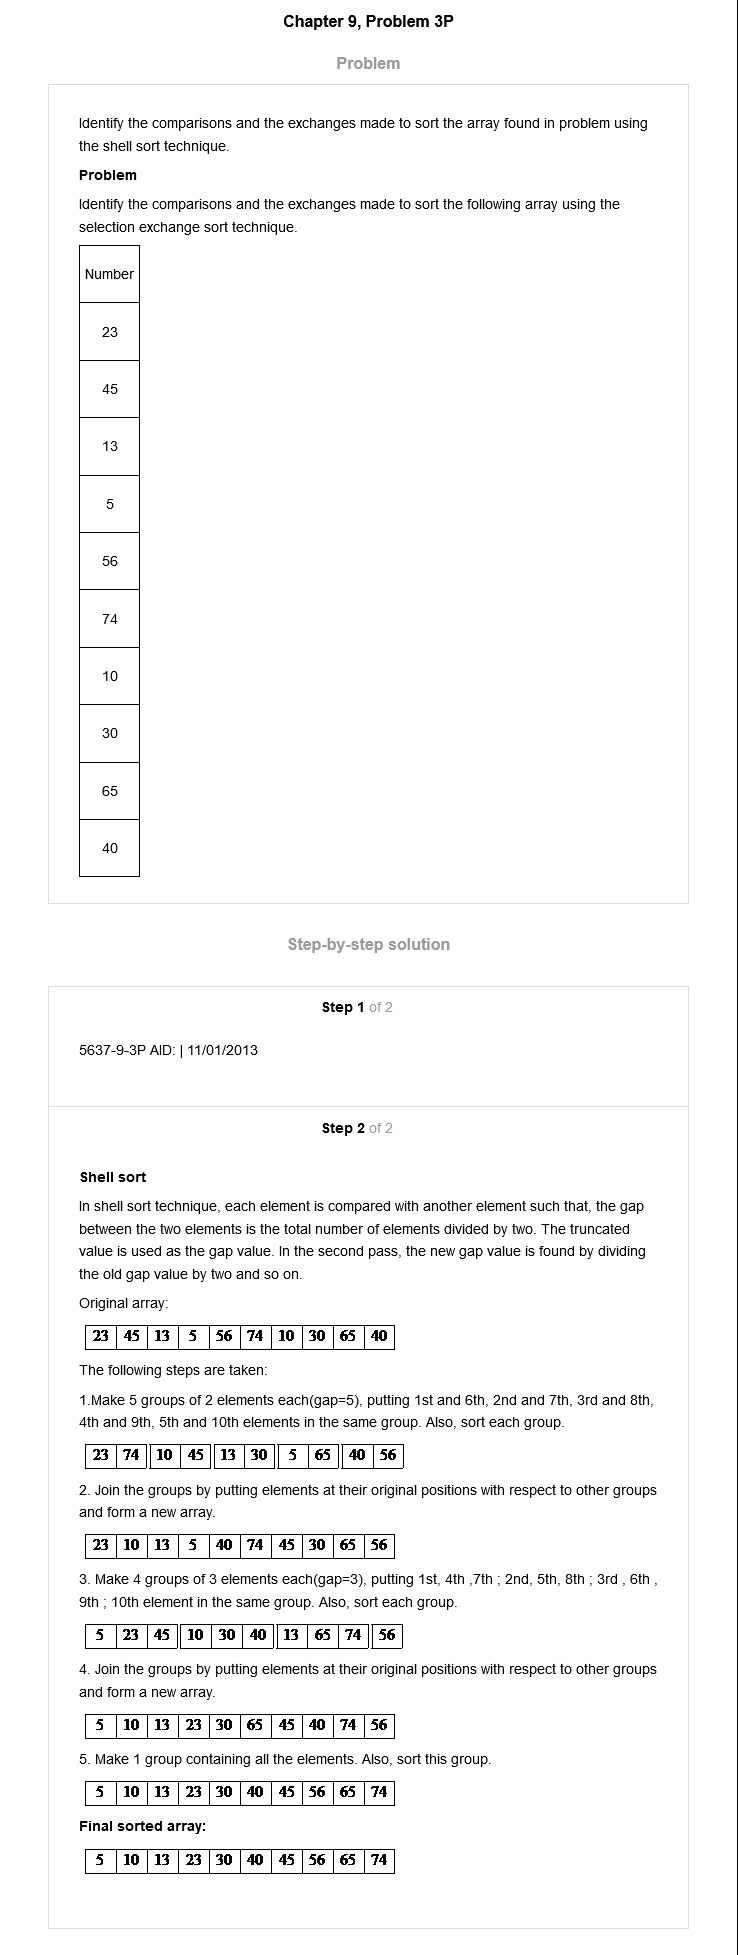 Chapter 9, Problem 3P
Problem
Identify the comparisons and the exchanges made to sort the array found in problem using
the shell sort technique.
Problem
Identify the comparisons and the exchanges made to sort the following array using the
selection exchange sort technique.
Number
23
45
13
5
56
74
10
30
65
40
Step-by-step solution
Step 1 of 2
5637-9-3P AID: | 11/01/2013
Step 2 of 2
Shell sort
In shell sort technique, each element is compared with another element such that, the gap
between the two elements is the total number of elements divided by two. The truncated
value is used as the gap value. In the second pass, the new gap value is found by dividing
the old gap value by two and so on.
Original array:
23 45 13 5 56 74 10 30 65 40
The following steps are taken:
1.Make 5 groups of 2 elements each(gap=5), putting 1st and 6th, 2nd and 7th, 3rd and 8th,
4th and 9th, 5th and 10th elements in the same group. Also, sort each group.
23 74 10 45 13 30 5 65 40 56
2. Join the groups by putting elements at their original positions with respect to other groups
and form a new array.
23 10 13 5 40 74 45 30 65 56
3. Make 4 groups of 3 elements each(gap=3), putting 1st, 4th ,7th ; 2nd, 5th, 8th ; 3rd , 6th ,
9th ; 10th element in the same group. Also, sort each group.
5 23 45 10 30 40 13 65 74 56
4. Join the groups by putting elements at their original positions with respect to other groups
and form a new array.
5 10 13 23 30 65 45 40 74 56
5. Make 1 group containing all the elements. Also, sort this group.
5 10 13 23 30 40 45 56 65 74
Final sorted array:
5 10 13 23 30 40 45 56 65 74